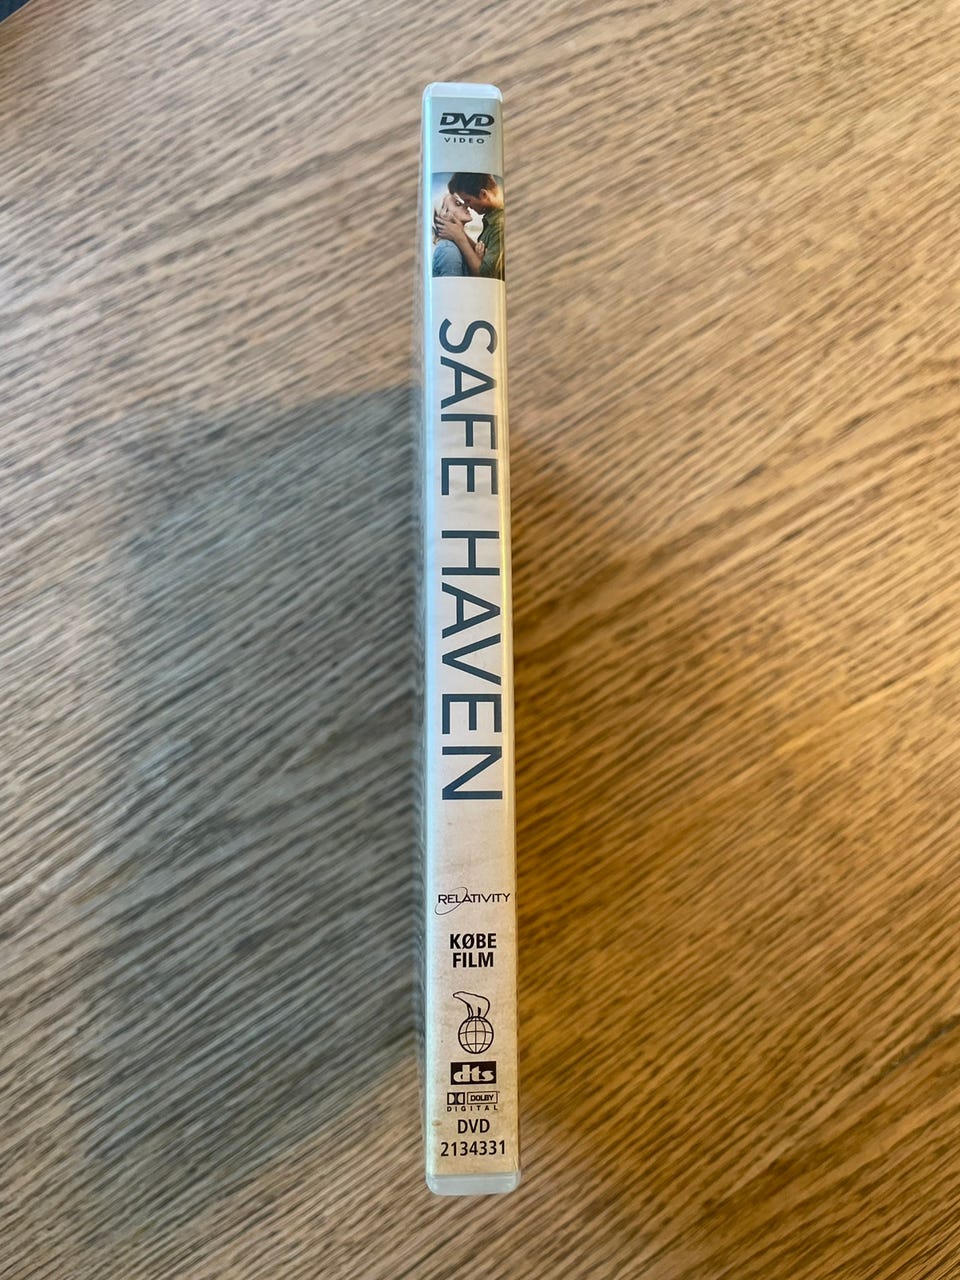 DVD
VIDEO
SAFE HAVEN
RELATIVITY
KØBE
FILM
dts
DOLBY
DIGITAL
DVD
2134331